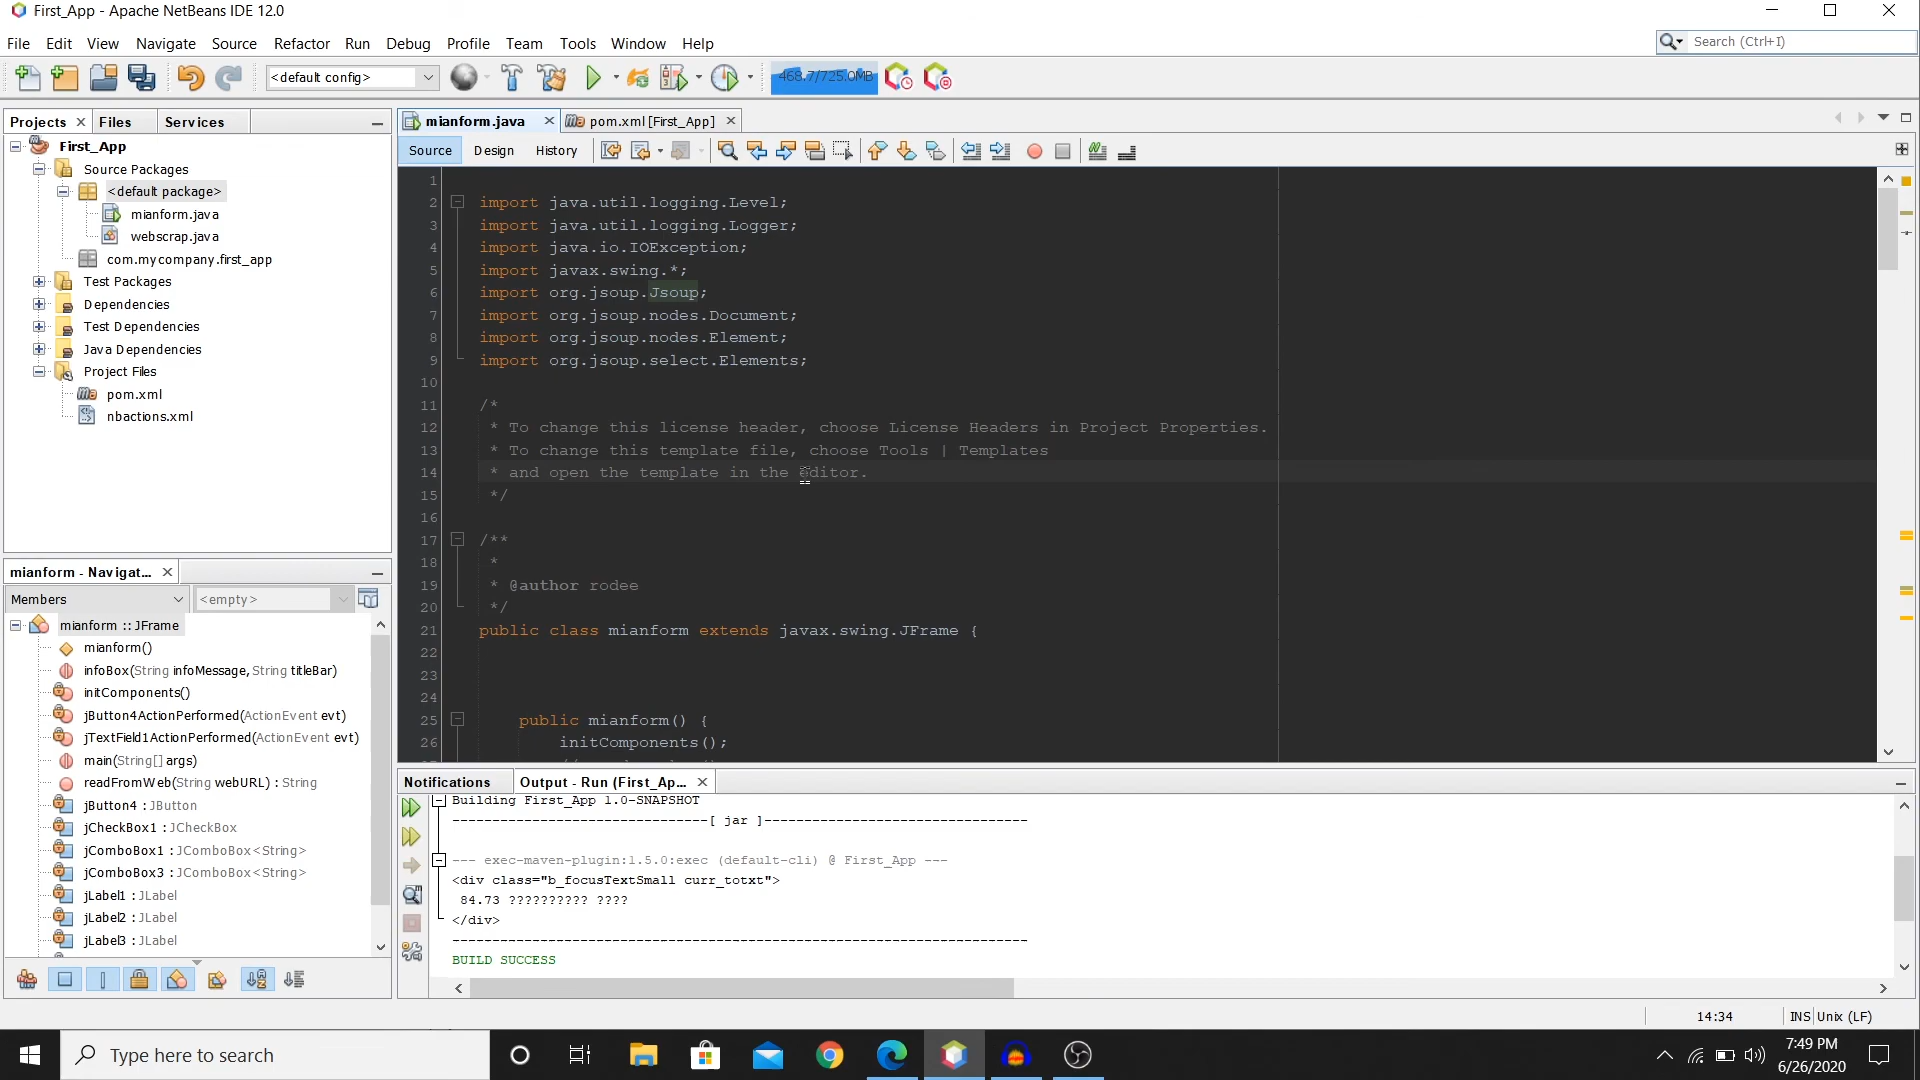 First_App - Apache NetBeans IDE 12.0
File Edit View Navigate Source Refactor Run Debug Profile Team Tools Window Help
Search (Ctrl+I)
<default config>
468.7/725.0MB
Projects Files Services
First_App
Source Packages
<default package>
mianform.java
webscrap.java
com.mycompany.first_app
Test Packages
Dependencies
Test Dependencies
Java Dependencies
Project Files
pom.xml
nbactions.xml
mianform - Navigat...
Members
<empty>
mianform :: JFrame
mianform()
infoBox(String infoMessage, String titleBar)
initComponents()
jButton4ActionPerformed(ActionEvent evt)
jTextField1ActionPerformed(ActionEvent evt)
main(String[] args)
readFromWeb(String webURL) : String
jButton4 : JButton
jCheckBox1 : JCheckBox
jComboBox1 : JComboBox<String>
jComboBox3 : JComboBox<String>
jLabel1 : JLabel
jLabel2 : JLabel
jLabel3 : JLabel
mianform.java pom.xml [First_App]
Source Design History
1
2 import java.util.logging.Level;
3 import java.util.logging.Logger;
4 import java.io.IOException;
5 import javax.swing.*;
6 import org.jsoup.Jsoup;
7 import org.jsoup.nodes.Document;
8 import org.jsoup.nodes.Element;
9 import org.jsoup.select.Elements;
10
11 /*
12 * To change this license header, choose License Headers in Project Properties.
13 * To change this template file, choose Tools | Templates
14 * and open the template in the editor.
15 */
16
17 /**
18 *
19 * @author rodee
20 */
21 public class mianform extends javax.swing.JFrame {
22
23
24
25 public mianform() {
26 initComponents();
Notifications Output - Run (First_Ap...
Building First_App 1.0-SNAPSHOT
--------------------------------[ jar ]---------------------------------
--- exec-maven-plugin:1.5.0:exec (default-cli) @ First_App ---
<div class="b_focusTextSmall curr_totxt">
84.73 ?????????? ????
</div>
------------------------------------------------------------------------
BUILD SUCCESS
14:34 INS Unix (LF)
Type here to search
7:49 PM
6/26/2020